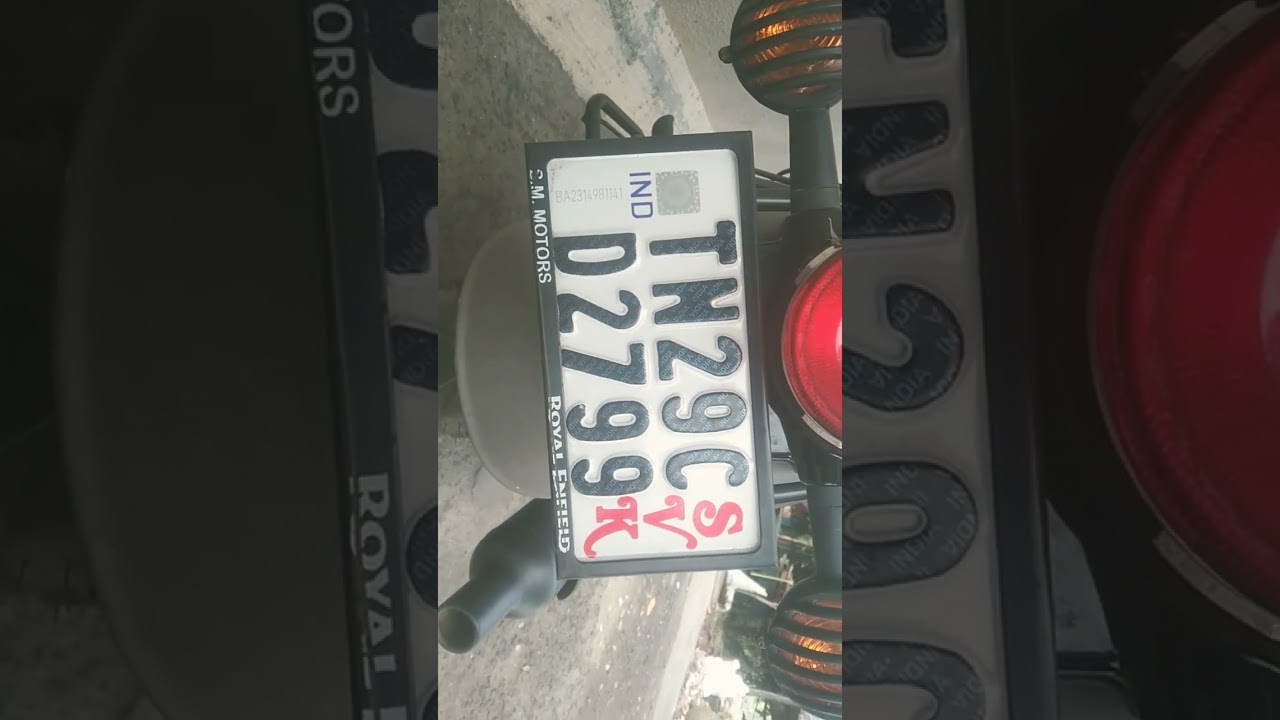 IND
BA2314981141
TN29C
D2799
S
V
K
S.M. MOTORS
ROYAL ENFIELD